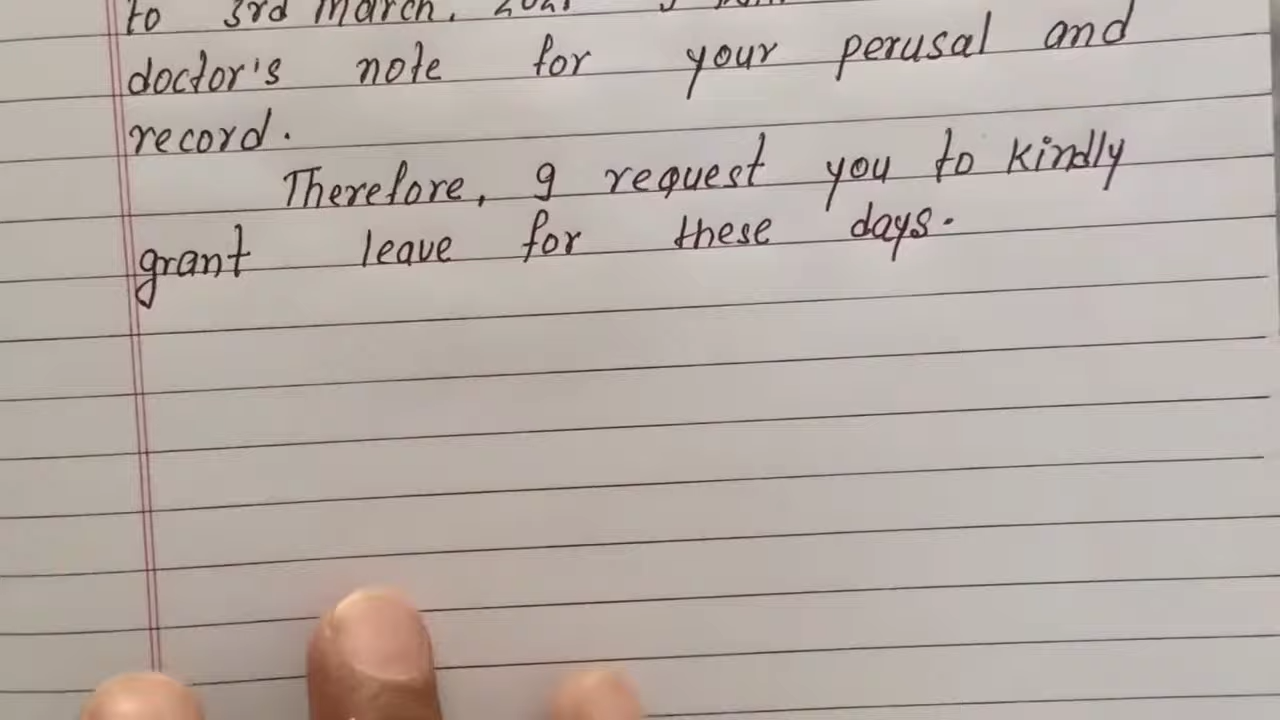 to 3rd March,
doctor's note for your perusal and
record.
Therefore, I request you to kindly
grant leave for these days.